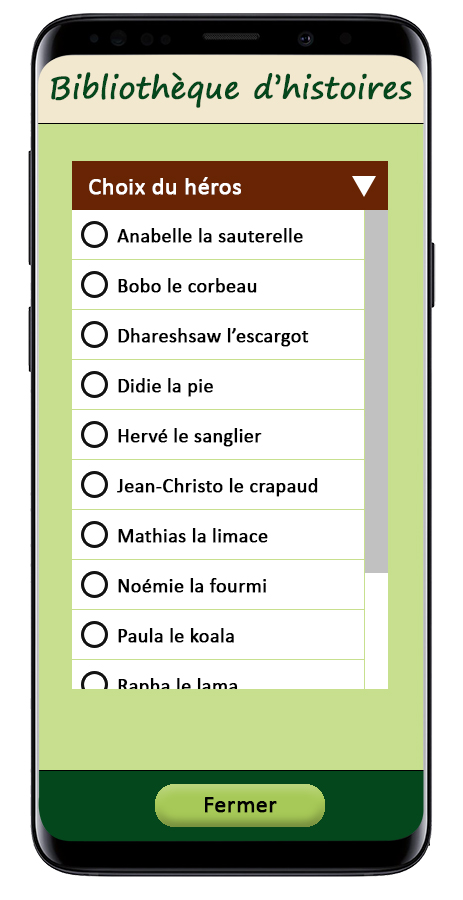 Bibliothèque d’histoires
Choix du héros
Anabelle la sauterelle
Bobo le corbeau
Dhareshsaw l’escargot
Didie la pie
Hervé le sanglier
Jean-Christo le crapaud
Mathias la limace
Noémie la fourmi
Paula le koala
Rapha le lama
Fermer